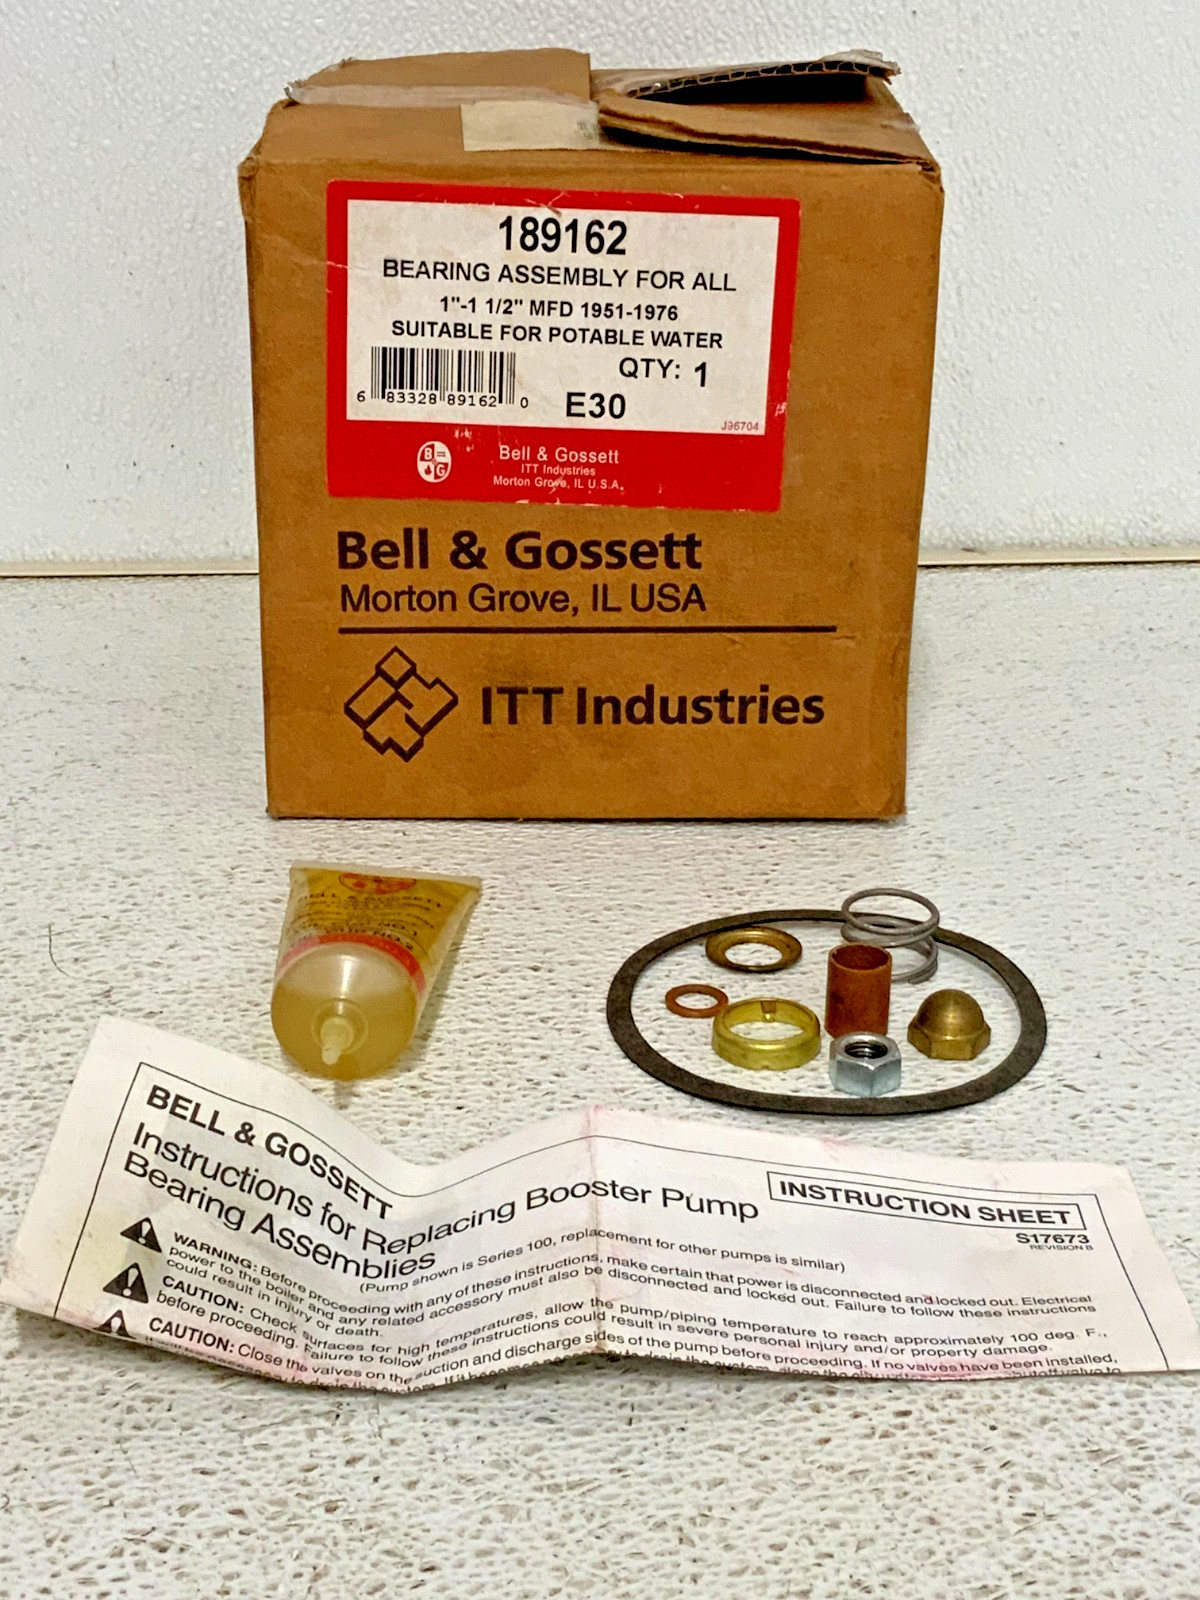 189162
BEARING ASSEMBLY FOR ALL
1"-1 1/2" MFD 1951-1976
SUITABLE FOR POTABLE WATER
QTY: 1
6 83328 89162 0
E30
J96704
B G
Bell & Gossett
ITT Industries
Morton Grove, IL U.S.A.
Bell & Gossett
Morton Grove, IL USA
ITT Industries
BELL & GOSSETT
BELL & GOSSETT
Instructions for Replacing Booster Pump
Bearing Assemblies
(Pump shown is Series 100, replacement for other pumps is similar)
INSTRUCTION SHEET
S17673
REVISION B
WARNING: Before proceeding with any of these instructions, make certain that power is disconnected and locked out. Electrical
power to the boiler and any related accessory must also be disconnected and locked out. Failure to follow these instructions
could result in injury or death.
CAUTION: Check surfaces for high temperatures, allow the pump/piping temperature to reach approximately 100 deg. F.,
before proceeding. Failure to follow these instructions could result in severe personal injury and/or property damage.
CAUTION: Close the valves on the suction and discharge sides of the pump before proceeding. If no valves have been installed,